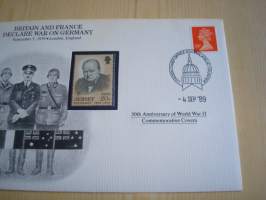 BRITAIN AND FRANCE
DECLARE WAR ON GERMANY
September 3, 1939 • London, England
JERSEY
- 4 SEP '89
50th Anniversary of World War II
Commemorative Covers